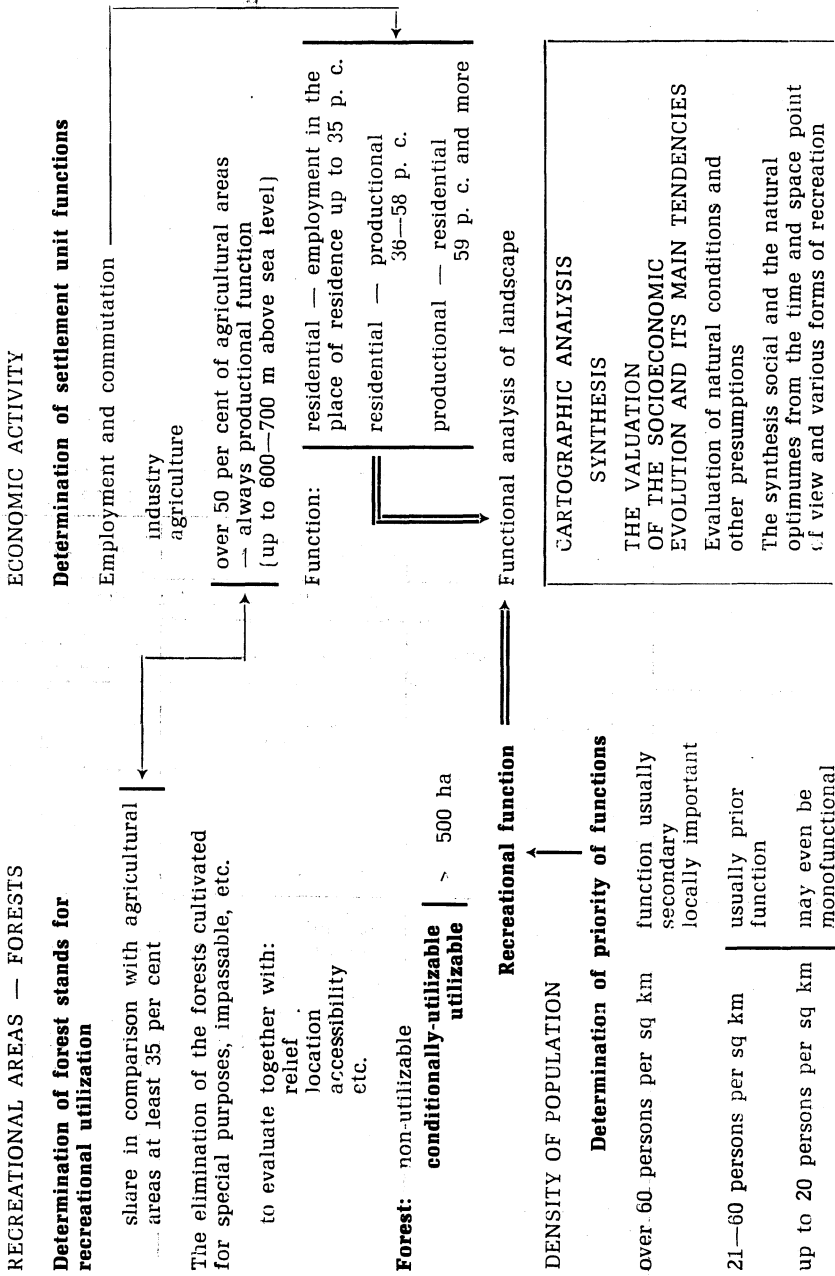 RECREATIONAL AREAS — FORESTS
Determination of forest stands for
recreational utilization
share in comparison with agricultural
areas at least 35 per cent
The elimination of the forests cultivated
for special purposes, impassable, etc.
to evaluate together with:
relief
location
accessibility
etc.
Forest: non-utilizable
conditionally-utilizable
utilizable
> 500 ha
Recreational function
DENSITY OF POPULATION
Determination of priority of functions
over 60 persons per sq km function usually
secondary
locally important
21—60 persons per sq km usually prior
function
up to 20 persons per sq km may even be
monofunctional
ECONOMIC ACTIVITY
Determination of settlement unit functions
Employment and commutation
industry
agriculture
over 50 per cent of agricultural areas
— always productional function
(up to 600—700 m above sea level)
Function: residential — employment in the
place of residence up to 35 p. c.
residential — productional
36—58 p. c.
productional — residential
59 p. c. and more
Functional analysis of landscape
CARTOGRAPHIC ANALYSIS
SYNTHESIS
THE VALUATION
OF THE SOCIOECONOMIC
EVOLUTION AND ITS MAIN TENDENCIES
Evaluation of natural conditions and
other presumptions
The synthesis social and the natural
optimumes from the time and space point
of view and various forms of recreation